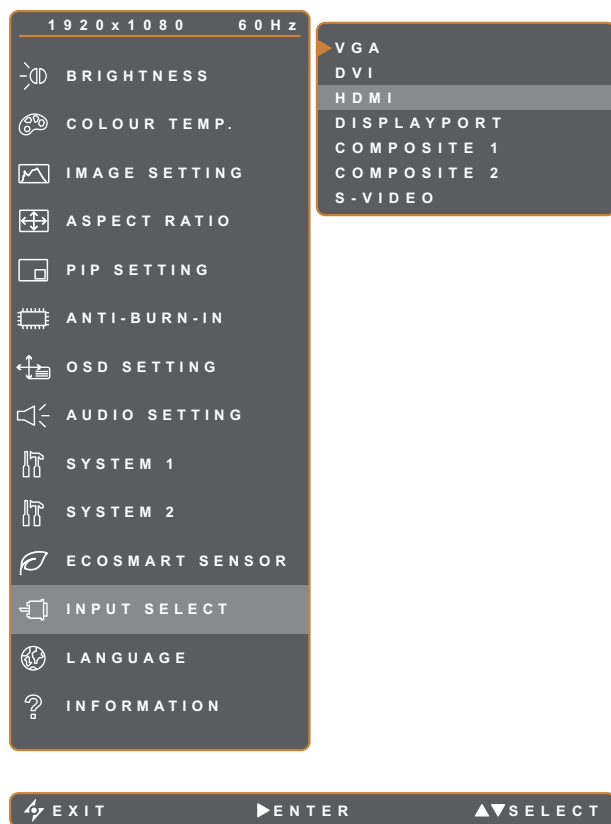 1920x1080 60Hz
BRIGHTNESS
COLOUR TEMP.
IMAGE SETTING
ASPECT RATIO
PIP SETTING
ANTI-BURN-IN
OSD SETTING
AUDIO SETTING
SYSTEM 1
SYSTEM 2
ECOSMART SENSOR
INPUT SELECT
LANGUAGE
INFORMATION
VGA
DVI
HDMI
DISPLAYPORT
COMPOSITE 1
COMPOSITE 2
S-VIDEO
EXIT ENTER SELECT